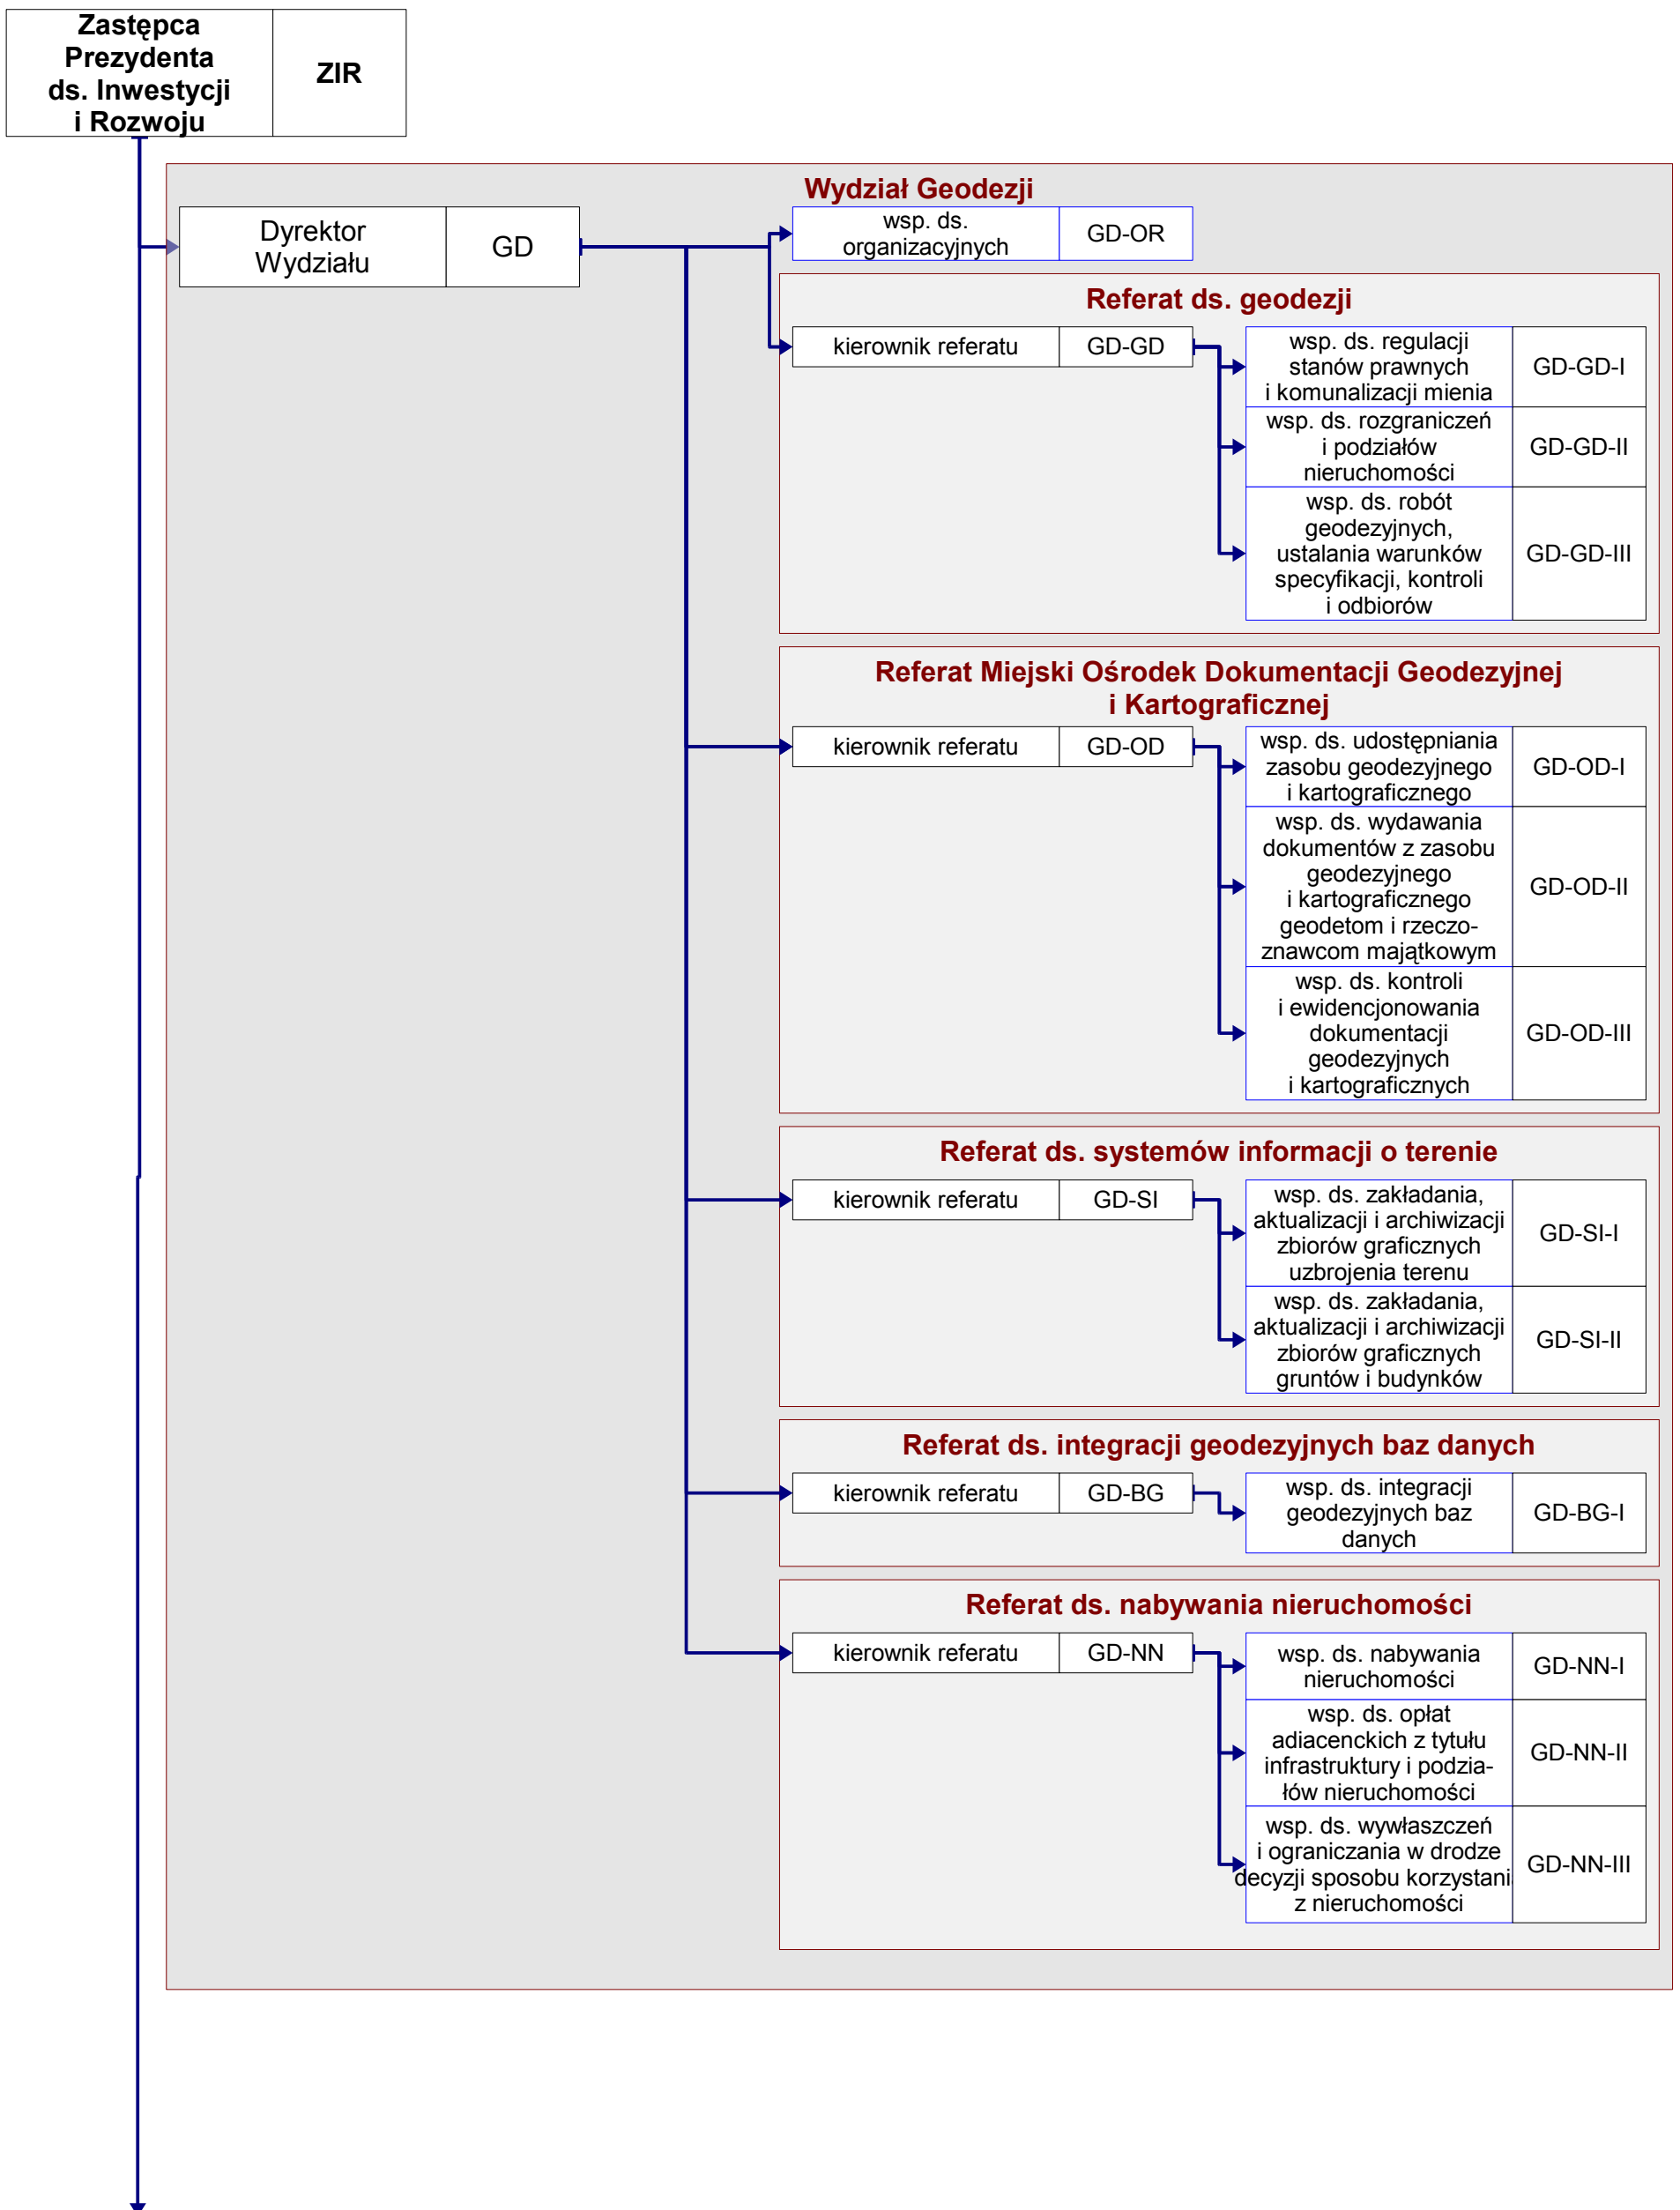 Zastępca
Prezydenta
ds. Inwestycji
i Rozwoju
ZIR
Wydział Geodezji
Dyrektor
Wydziału
GD
wsp. ds.
organizacyjnych
GD-OR
Referat ds. geodezji
kierownik referatu
GD-GD
wsp. ds. regulacji
stanów prawnych
i komunalizacji mienia
GD-GD-I
wsp. ds. rozgraniczeń
i podziałów
nieruchomości
GD-GD-II
wsp. ds. robót
geodezyjnych,
ustalania warunków
specyfikacji, kontroli
i odbiorów
GD-GD-III
Referat Miejski Ośrodek Dokumentacji Geodezyjnej
i Kartograficznej
kierownik referatu
GD-OD
wsp. ds. udostępniania
zasobu geodezyjnego
i kartograficznego
GD-OD-I
wsp. ds. wydawania
dokumentów z zasobu
geodezyjnego
i kartograficznego
geodetom i rzeczo-
znawcom majątkowym
GD-OD-II
wsp. ds. kontroli
i ewidencjonowania
dokumentacji
geodezyjnych
i kartograficznych
GD-OD-III
Referat ds. systemów informacji o terenie
kierownik referatu
GD-SI
wsp. ds. zakładania,
aktualizacji i archiwizacji
zbiorów graficznych
uzbrojenia terenu
GD-SI-I
wsp. ds. zakładania,
aktualizacji i archiwizacji
zbiorów graficznych
gruntów i budynków
GD-SI-II
Referat ds. integracji geodezyjnych baz danych
kierownik referatu
GD-BG
wsp. ds. integracji
geodezyjnych baz
danych
GD-BG-I
Referat ds. nabywania nieruchomości
kierownik referatu
GD-NN
wsp. ds. nabywania
nieruchomości
GD-NN-I
wsp. ds. opłat
adiacenckich z tytułu
infrastruktury i podzia-
łów nieruchomości
GD-NN-II
wsp. ds. wywłaszczeń
i ograniczania w drodze
decyzji sposobu korzystani
z nieruchomości
GD-NN-III